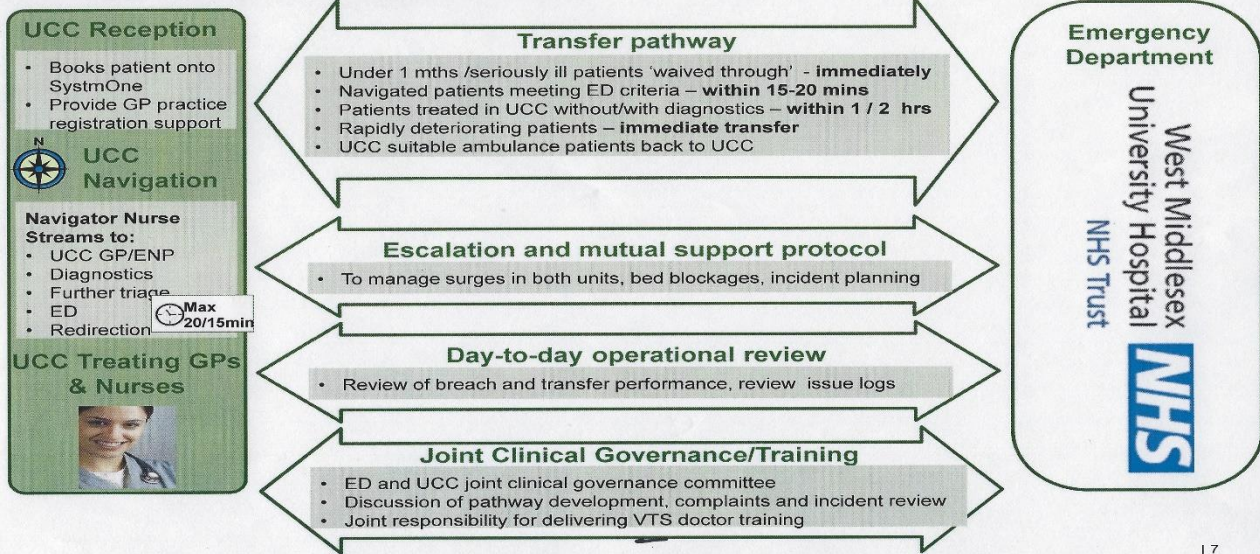 UCC Reception
• Books patient onto
SystmOne
• Provide GP practice
registration support
N
UCC
Navigation
Navigator Nurse
Streams to:
• UCC GP/ENP
• Diagnostics
• Further triage
• ED
• Redirection
Max
20/15min
UCC Treating GPs
& Nurses
Transfer pathway
• Under 1 mths /seriously ill patients 'waived through' - immediately
• Navigated patients meeting ED criteria – within 15-20 mins
• Patients treated in UCC without/with diagnostics – within 1 / 2 hrs
• Rapidly deteriorating patients – immediate transfer
• UCC suitable ambulance patients back to UCC
Escalation and mutual support protocol
• To manage surges in both units, bed blockages, incident planning
Day-to-day operational review
• Review of breach and transfer performance, review issue logs
Joint Clinical Governance/Training
• ED and UCC joint clinical governance committee
• Discussion of pathway development, complaints and incident review
• Joint responsibility for delivering VTS doctor training
Emergency
Department
West Middlesex
University Hospital
NHS Trust
NHS